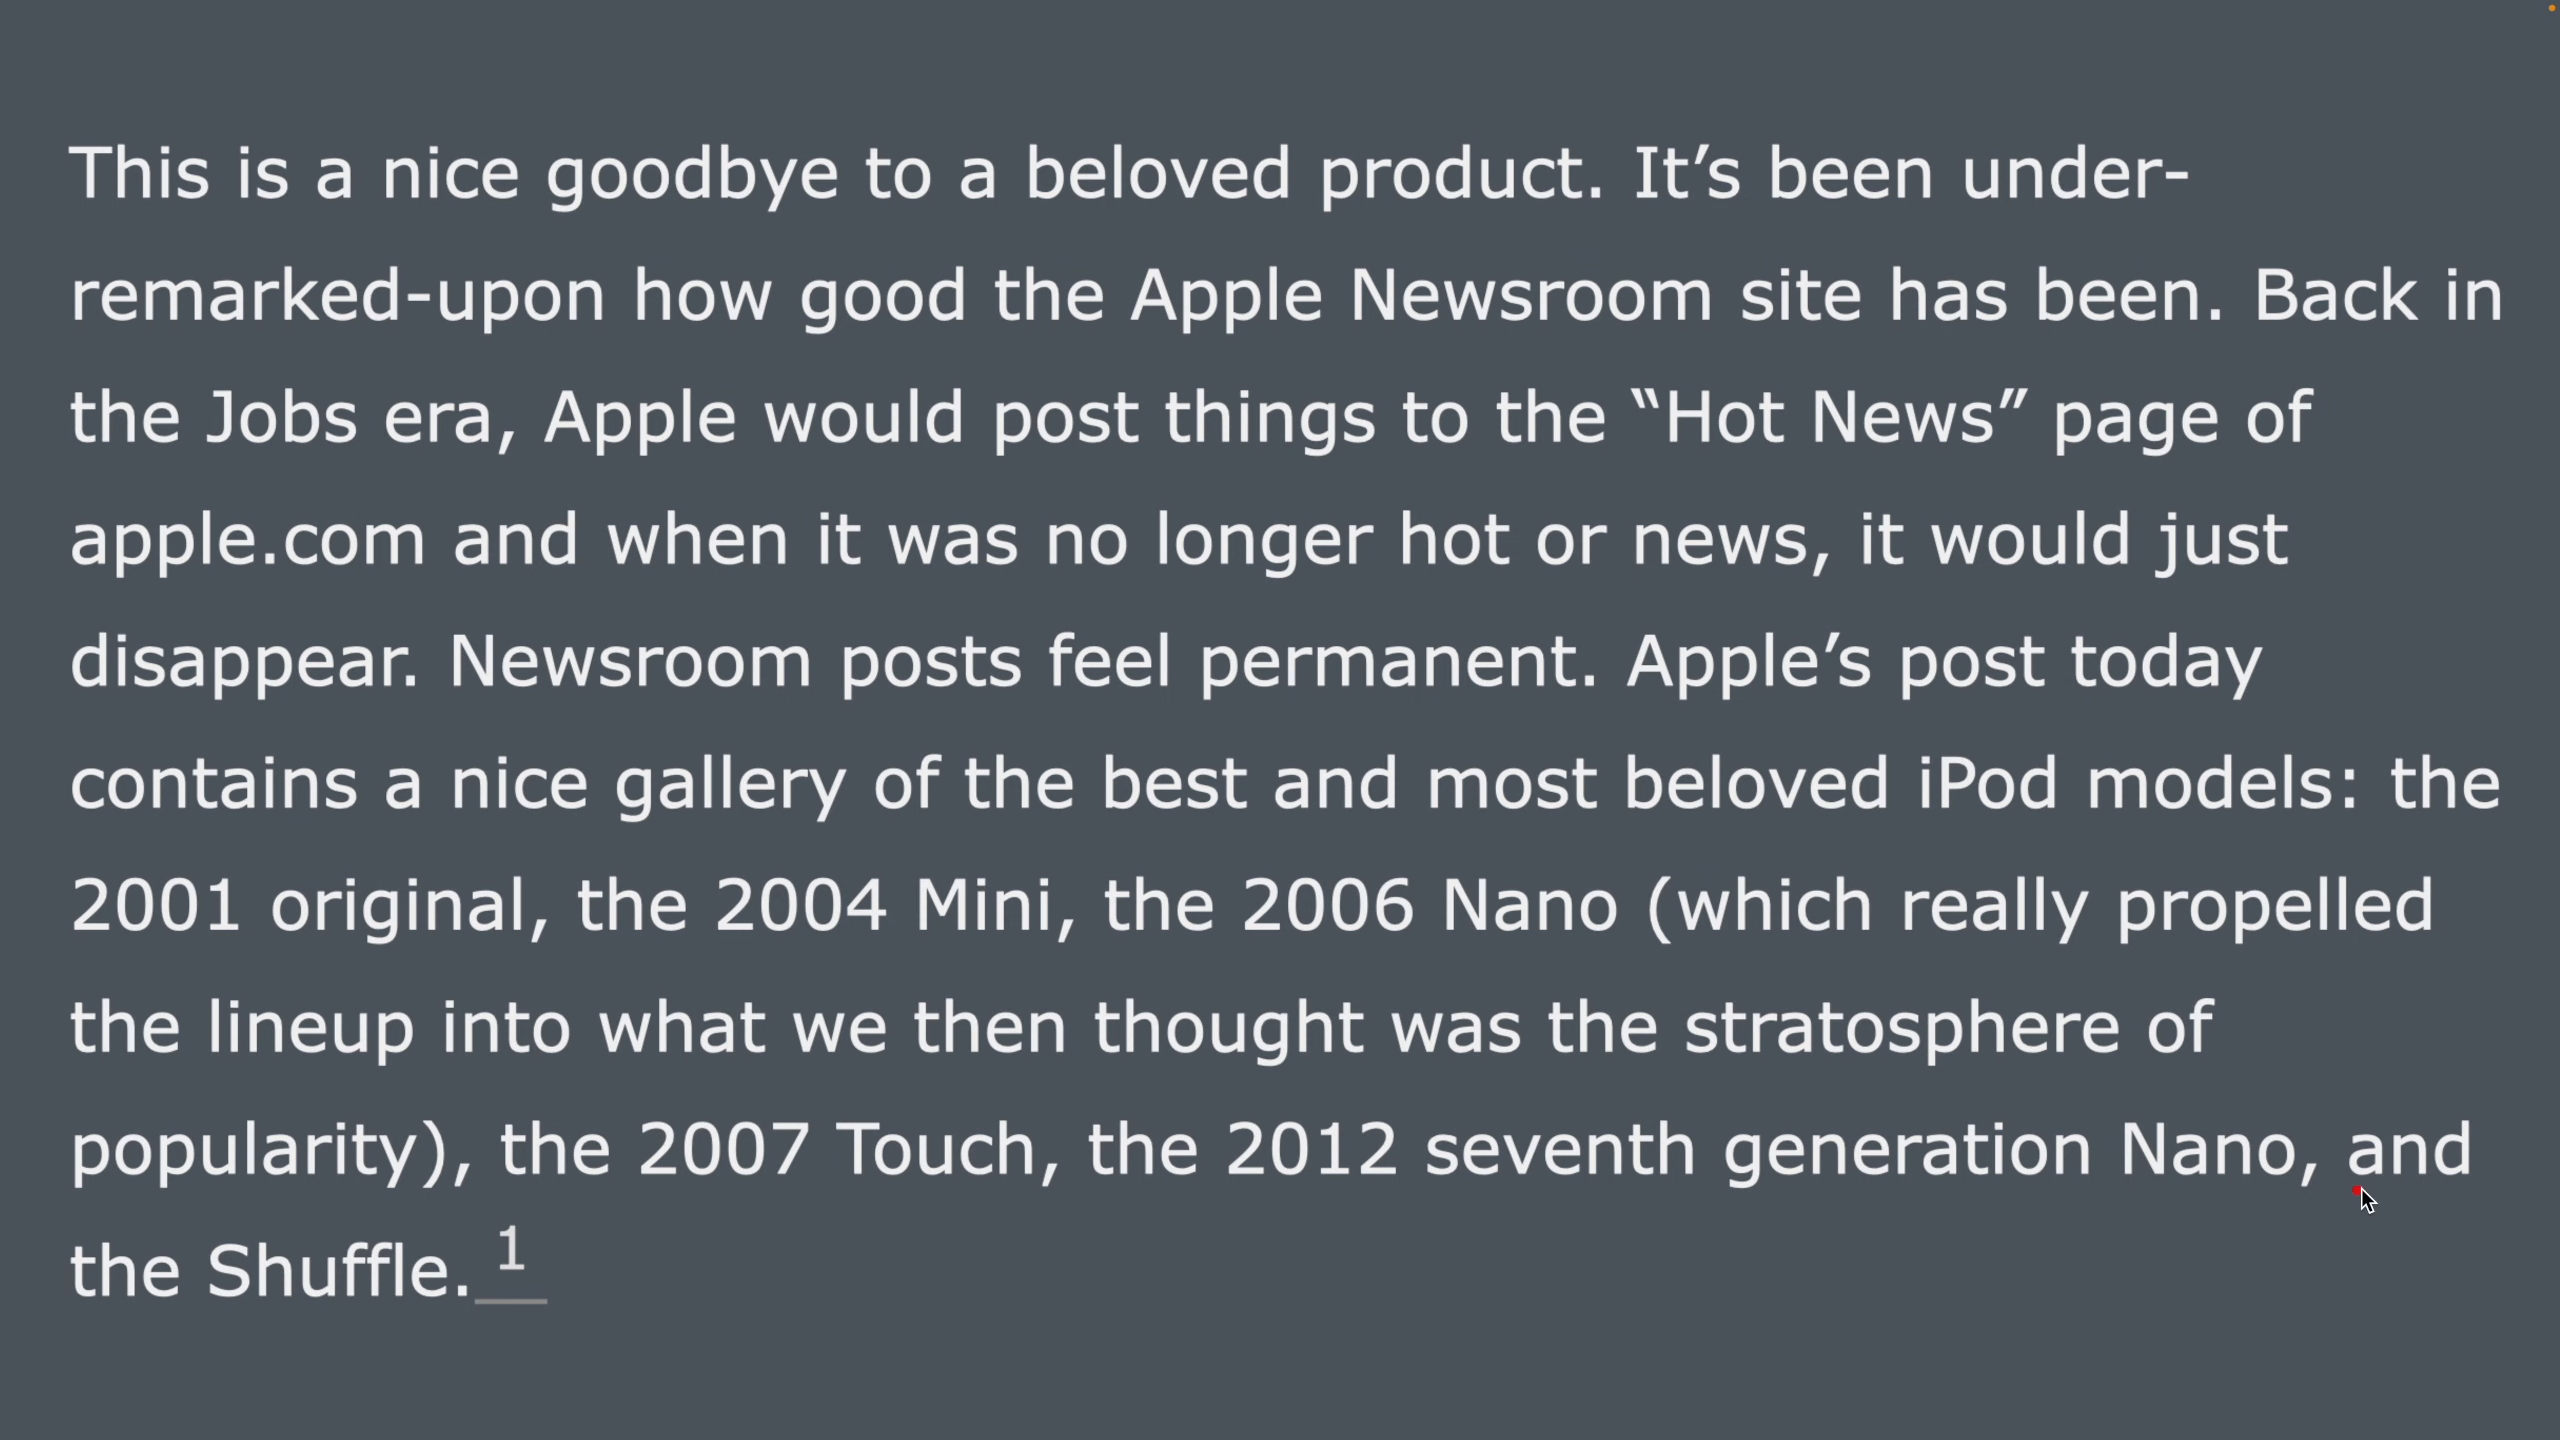 This is a nice goodbye to a beloved product. It’s been under-
remarked-upon how good the Apple Newsroom site has been. Back in
the Jobs era, Apple would post things to the “Hot News” page of
apple.com and when it was no longer hot or news, it would just
disappear. Newsroom posts feel permanent. Apple’s post today
contains a nice gallery of the best and most beloved iPod models: the
2001 original, the 2004 Mini, the 2006 Nano (which really propelled
the lineup into what we then thought was the stratosphere of
popularity), the 2007 Touch, the 2012 seventh generation Nano, and
the Shuffle. 1